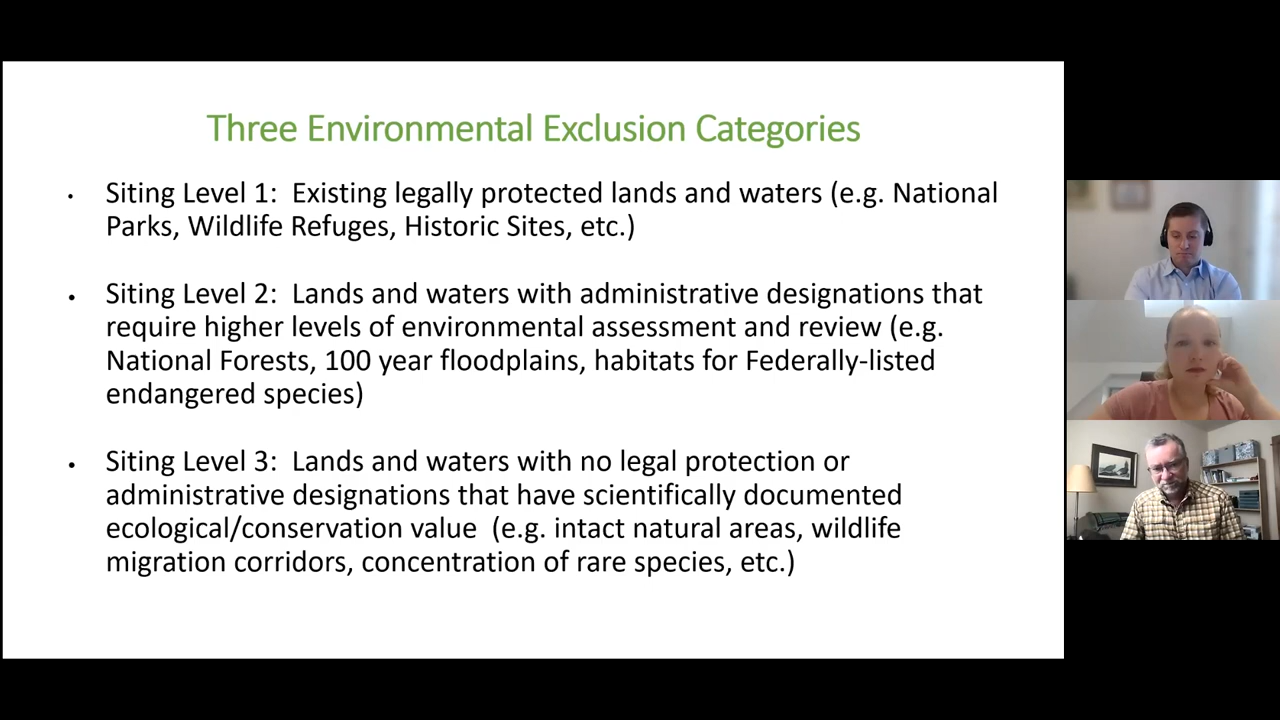 Three Environmental Exclusion Categories
• Siting Level 1:  Existing legally protected lands and waters (e.g. National
Parks, Wildlife Refuges, Historic Sites, etc.)
• Siting Level 2:  Lands and waters with administrative designations that
require higher levels of environmental assessment and review (e.g.
National Forests, 100 year floodplains, habitats for Federally-listed
endangered species)
• Siting Level 3:  Lands and waters with no legal protection or
administrative designations that have scientifically documented
ecological/conservation value  (e.g. intact natural areas, wildlife
migration corridors, concentration of rare species, etc.)